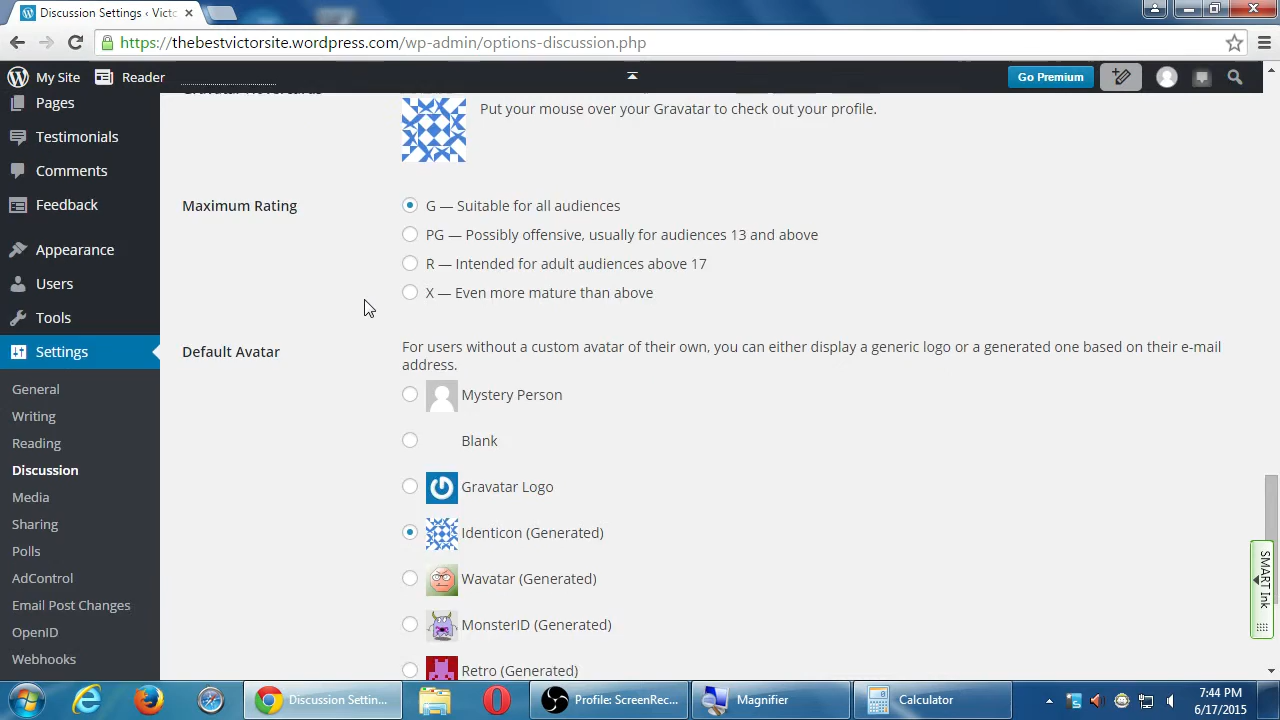 Discussion Settings ‹ Victo
https://thebestvictorsite.wordpress.com/wp-admin/options-discussion.php
My Site
Reader
Go Premium
Pages
Testimonials
Comments
Feedback
Appearance
Users
Tools
Settings
General
Writing
Reading
Discussion
Media
Sharing
Polls
AdControl
Email Post Changes
OpenID
Webhooks
Put your mouse over your Gravatar to check out your profile.
Maximum Rating
G — Suitable for all audiences
PG — Possibly offensive, usually for audiences 13 and above
R — Intended for adult audiences above 17
X — Even more mature than above
Default Avatar
For users without a custom avatar of their own, you can either display a generic logo or a generated one based on their e-mail
address.
Mystery Person
Blank
Gravatar Logo
Identicon (Generated)
Wavatar (Generated)
MonsterID (Generated)
Retro (Generated)
SMART Ink
Discussion Settin...
Profile: ScreenRec...
Magnifier
Calculator
7:44 PM
6/17/2015